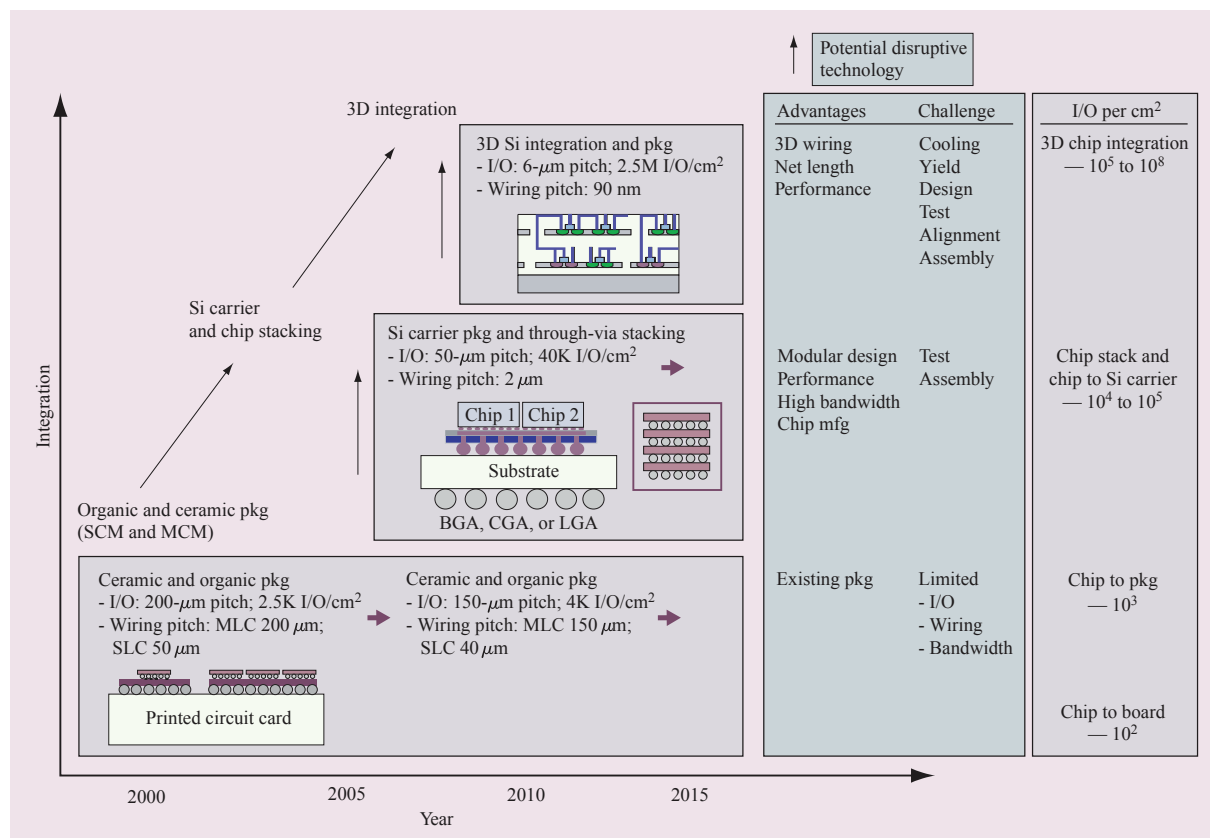 Potential disruptive
technology
3D integration
Si carrier
and chip stacking
Organic and ceramic pkg
(SCM and MCM)
3D Si integration and pkg
- I/O: 6-μm pitch; 2.5M I/O/cm²
- Wiring pitch: 90 nm
Si carrier pkg and through-via stacking
- I/O: 50-μm pitch; 40K I/O/cm²
- Wiring pitch: 2 μm
Chip 1
Chip 2
Substrate
BGA, CGA, or LGA
Ceramic and organic pkg
- I/O: 200-μm pitch; 2.5K I/O/cm²
- Wiring pitch: MLC 200 μm;
SLC 50 μm
Printed circuit card
Ceramic and organic pkg
- I/O: 150-μm pitch; 4K I/O/cm²
- Wiring pitch: MLC 150 μm;
SLC 40 μm
Advantages
3D wiring
Net length
Performance
Modular design
Performance
High bandwidth
Chip mfg
Existing pkg
Challenge
Cooling
Yield
Design
Test
Alignment
Assembly
Test
Assembly
Limited
- I/O
- Wiring
- Bandwidth
I/O per cm²
3D chip integration
— 10⁵ to 10⁸
Chip stack and
chip to Si carrier
— 10⁴ to 10⁵
Chip to pkg
— 10³
Chip to board
— 10²
Integration
2000
2005
2010
2015
Year